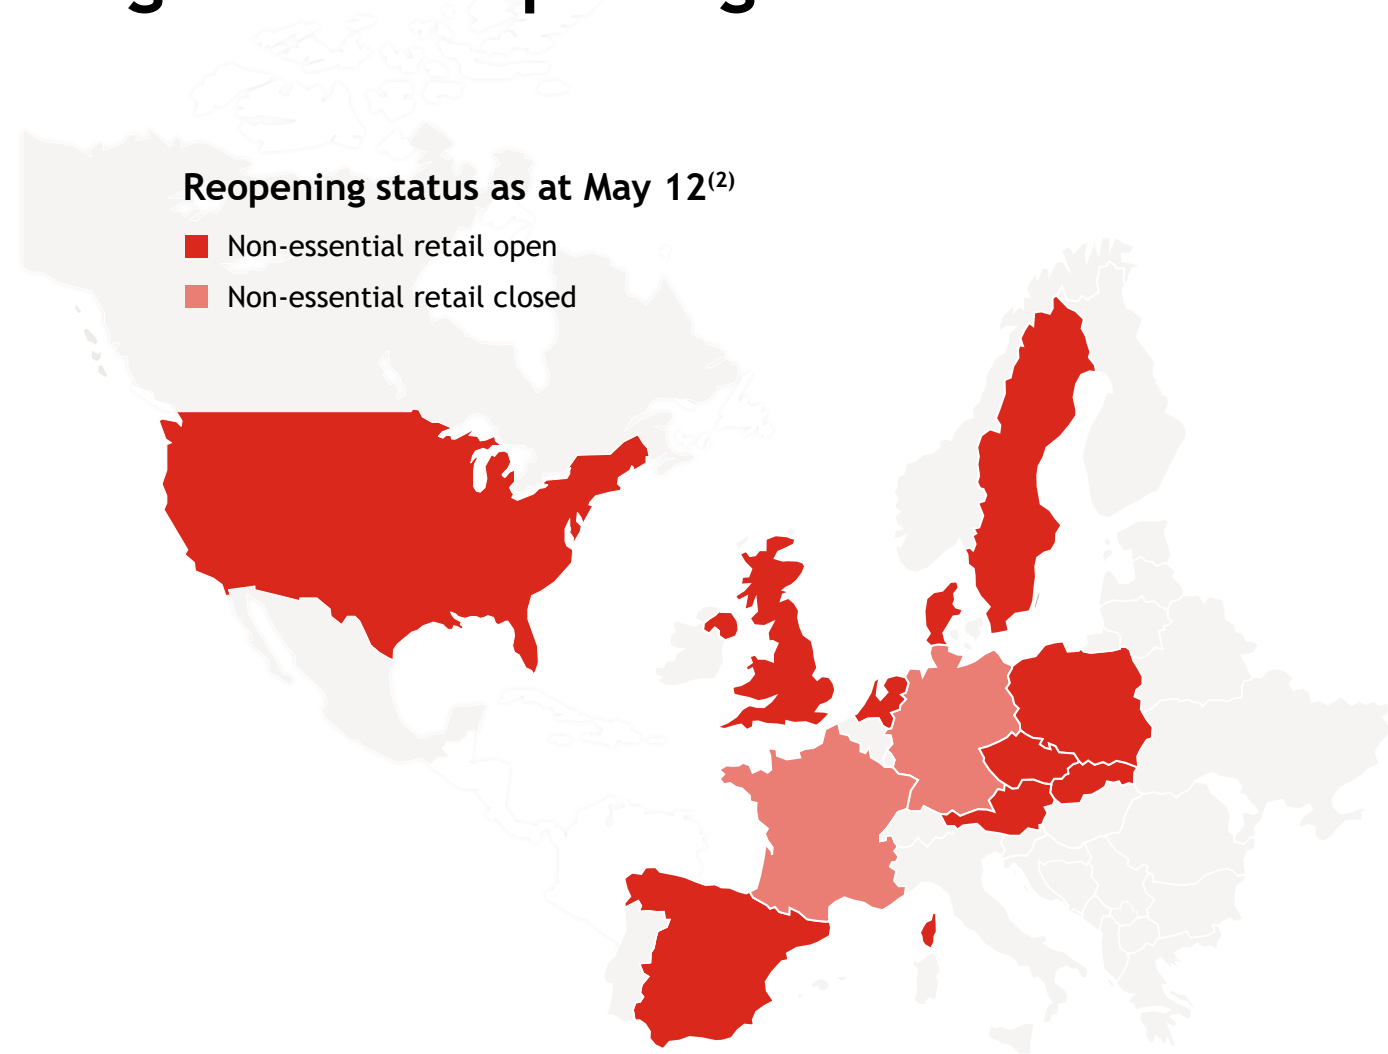 Reopening status as at May 12(2)
Non-essential retail open
Non-essential retail closed